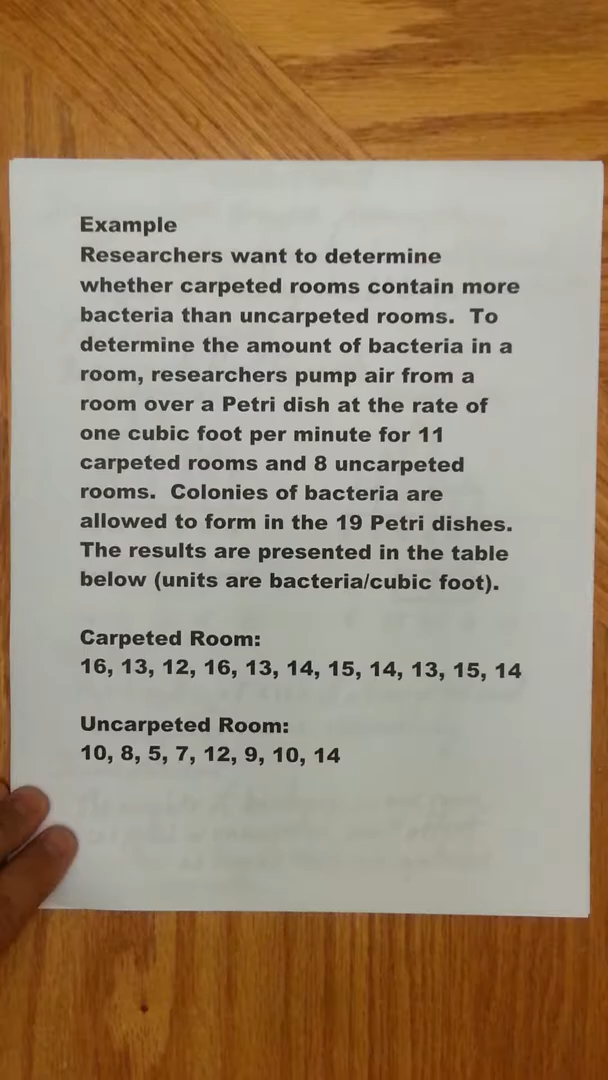 Example
Researchers want to determine
whether carpeted rooms contain more
bacteria than uncarpeted rooms.  To
determine the amount of bacteria in a
room, researchers pump air from a
room over a Petri dish at the rate of
one cubic foot per minute for 11
carpeted rooms and 8 uncarpeted
rooms.  Colonies of bacteria are
allowed to form in the 19 Petri dishes.
The results are presented in the table
below (units are bacteria/cubic foot).
Carpeted Room:
16, 13, 12, 16, 13, 14, 15, 14, 13, 15, 14
Uncarpeted Room:
10, 8, 5, 7, 12, 9, 10, 14